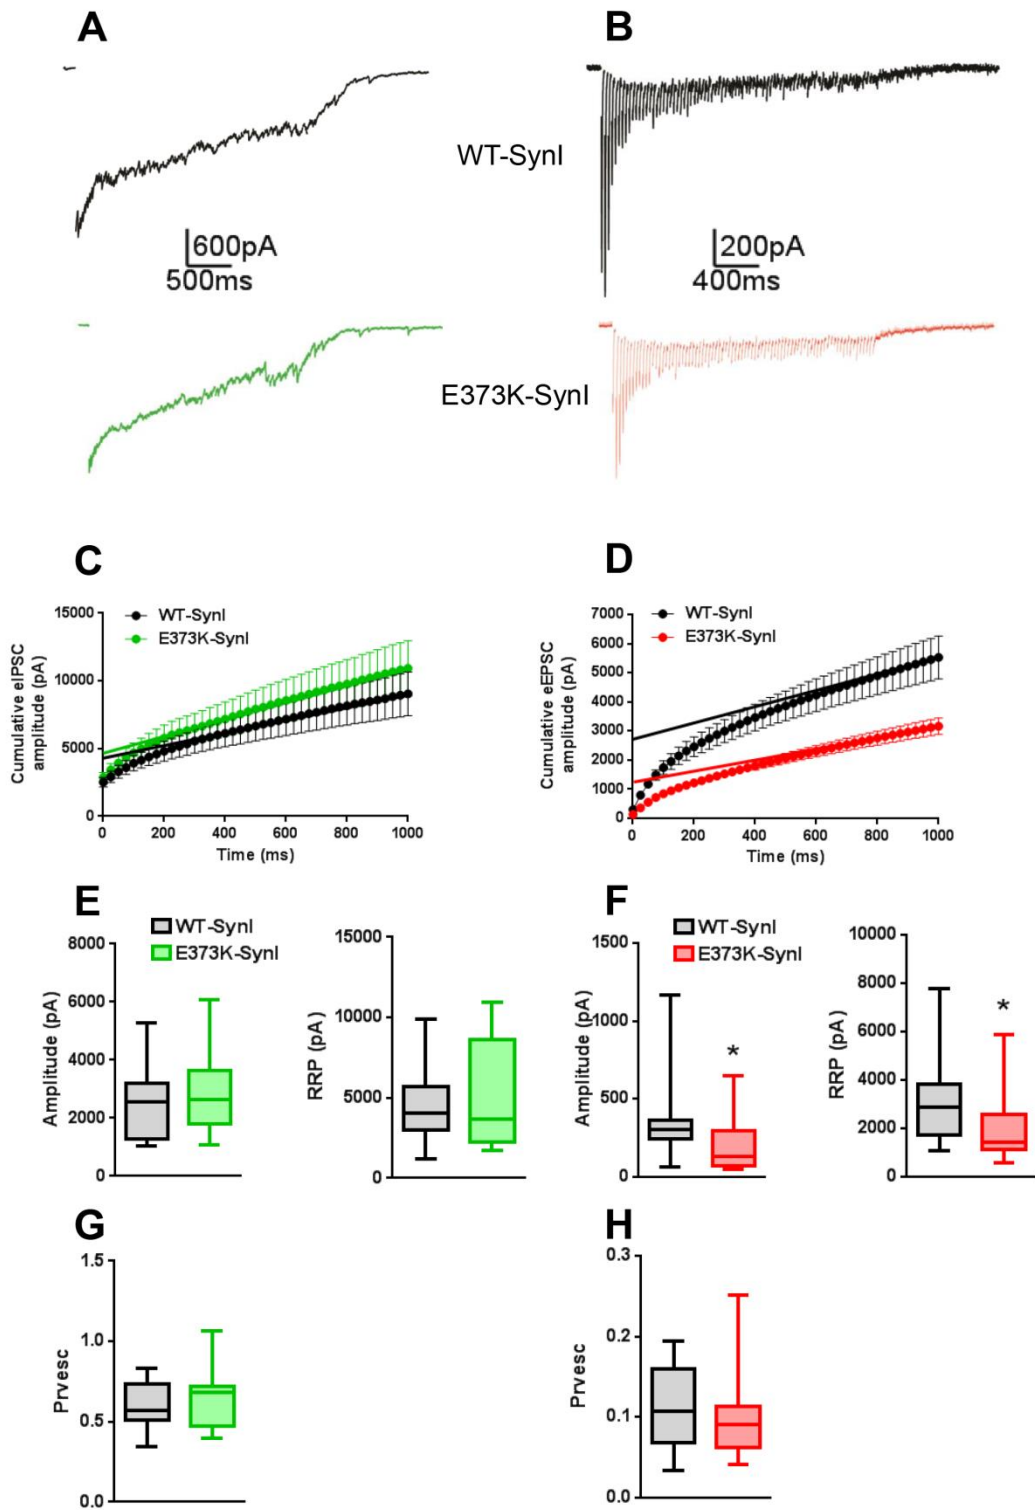 A
B
WT-SynI
600pA
500ms
200pA
400ms
E373K-SynI
C
15000
10000
5000
0
Cumulative eIPSC
amplitude (pA)
WT-SynI
E373K-SynI
0 200 400 600 800 1000
Time (ms)
D
7000
6000
5000
4000
3000
2000
1000
0
Cumulative eEPSC
amplitude (pA)
WT-SynI
E373K-SynI
0 200 400 600 800 1000
Time (ms)
E
WT-SynI
E373K-SynI
8000
6000
4000
2000
0
Amplitude (pA)
15000
10000
5000
0
RRP (pA)
F
WT-SynI
E373K-SynI
1500
1000
500
0
Amplitude (pA)
*
10000
8000
6000
4000
2000
0
RRP (pA)
*
G
1.5
1.0
0.5
0.0
Prvesc
H
0.3
0.2
0.1
0.0
Prvesc